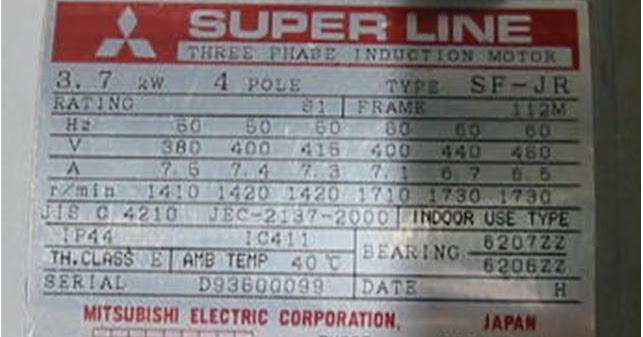 SUPER LINE
THREE PHASE INDUCTION MOTOR
3.7 kW 4 POLE TYPE SF-JR
RATING S1 FRAME 112M
Hz 50 50 50 60 60 60
V 380 400 415 400 440 460
A 7.6 7.4 7.3 7.1 6.7 6.5
r/min 1410 1420 1420 1710 1730 1730
JIS C 4210 JEC-2137-2000 INDOOR USE TYPE
IP44 IC411 BEARING 6207ZZ
TH.CLASS E AMB TEMP 40℃ 6206ZZ
SERIAL D93600099 DATE H
MITSUBISHI ELECTRIC CORPORATION, JAPAN